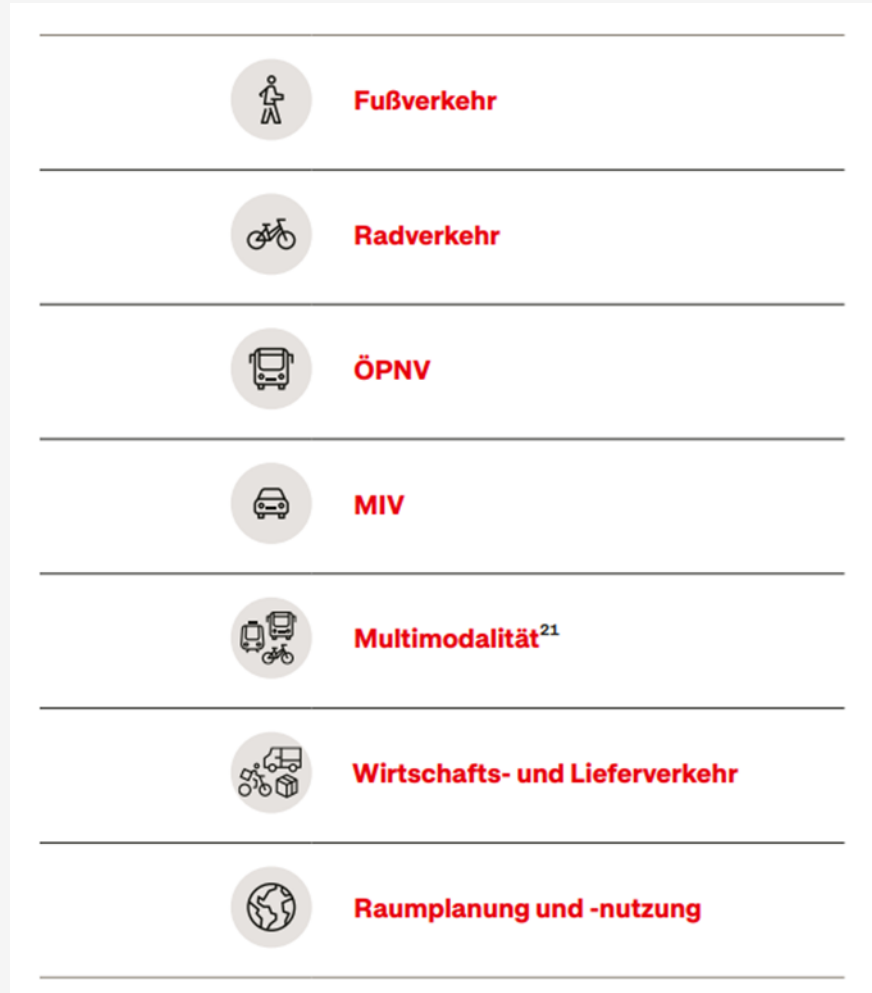 Fußverkehr
Radverkehr
ÖPNV
MIV
Multimodalität²¹
Wirtschafts- und Lieferverkehr
Raumplanung und -nutzung